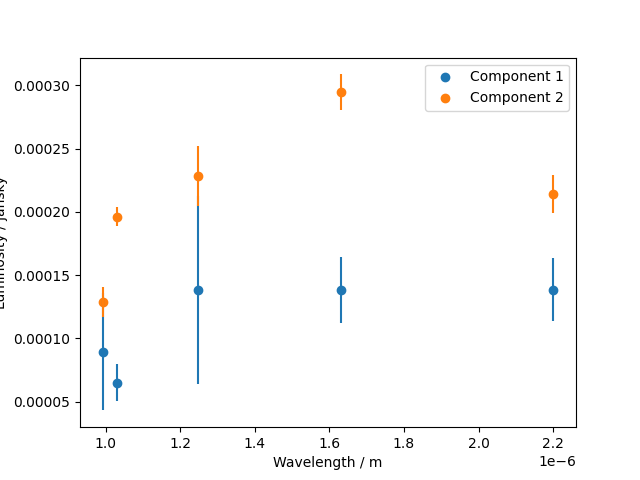 Component 1
Component 2
0.00030
0.00025
0.00020
0.00015
0.00010
0.00005
Luminosity / Jansky
1.0 1.2 1.4 1.6 1.8 2.0 2.2
1e−6
Wavelength / m